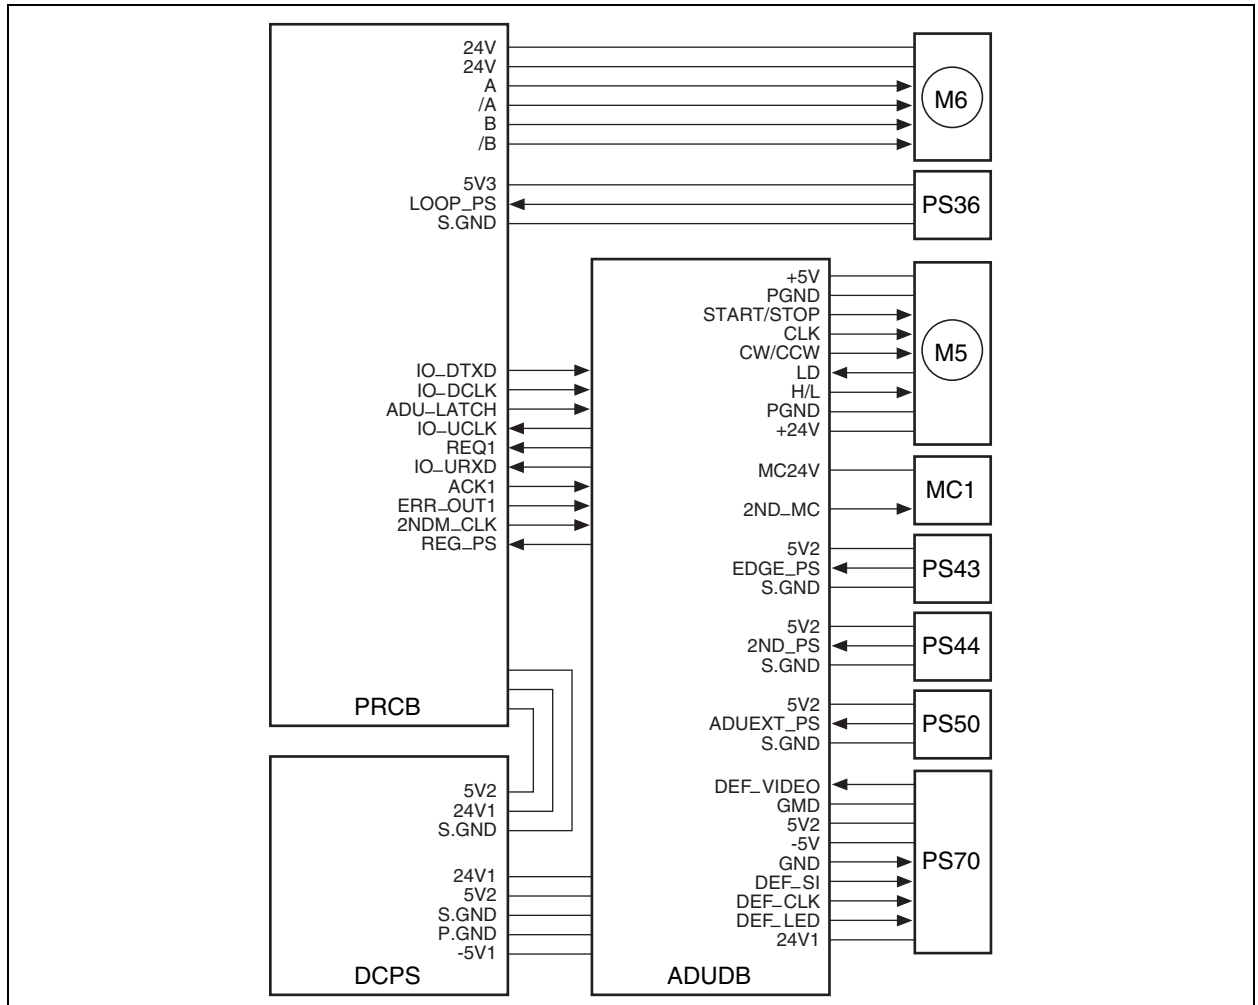 24V
24V
A
/A
B
/B
M6
5V3
LOOP_PS
S.GND
PS36
IO_DTXD
IO_DCLK
ADU_LATCH
IO_UCLK
REQ1
IO_URXD
ACK1
ERR_OUT1
2NDM_CLK
REG_PS
PRCB
5V2
24V1
S.GND
24V1
5V2
S.GND
P.GND
-5V1
DCPS
+5V
PGND
START/STOP
CLK
CW/CCW
LD
H/L
PGND
+24V
M5
MC24V
2ND_MC
MC1
5V2
EDGE_PS
S.GND
PS43
5V2
2ND_PS
S.GND
PS44
5V2
ADUEXT_PS
S.GND
PS50
DEF_VIDEO
GMD
5V2
-5V
GND
DEF_SI
DEF_CLK
DEF_LED
24V1
PS70
ADUDB